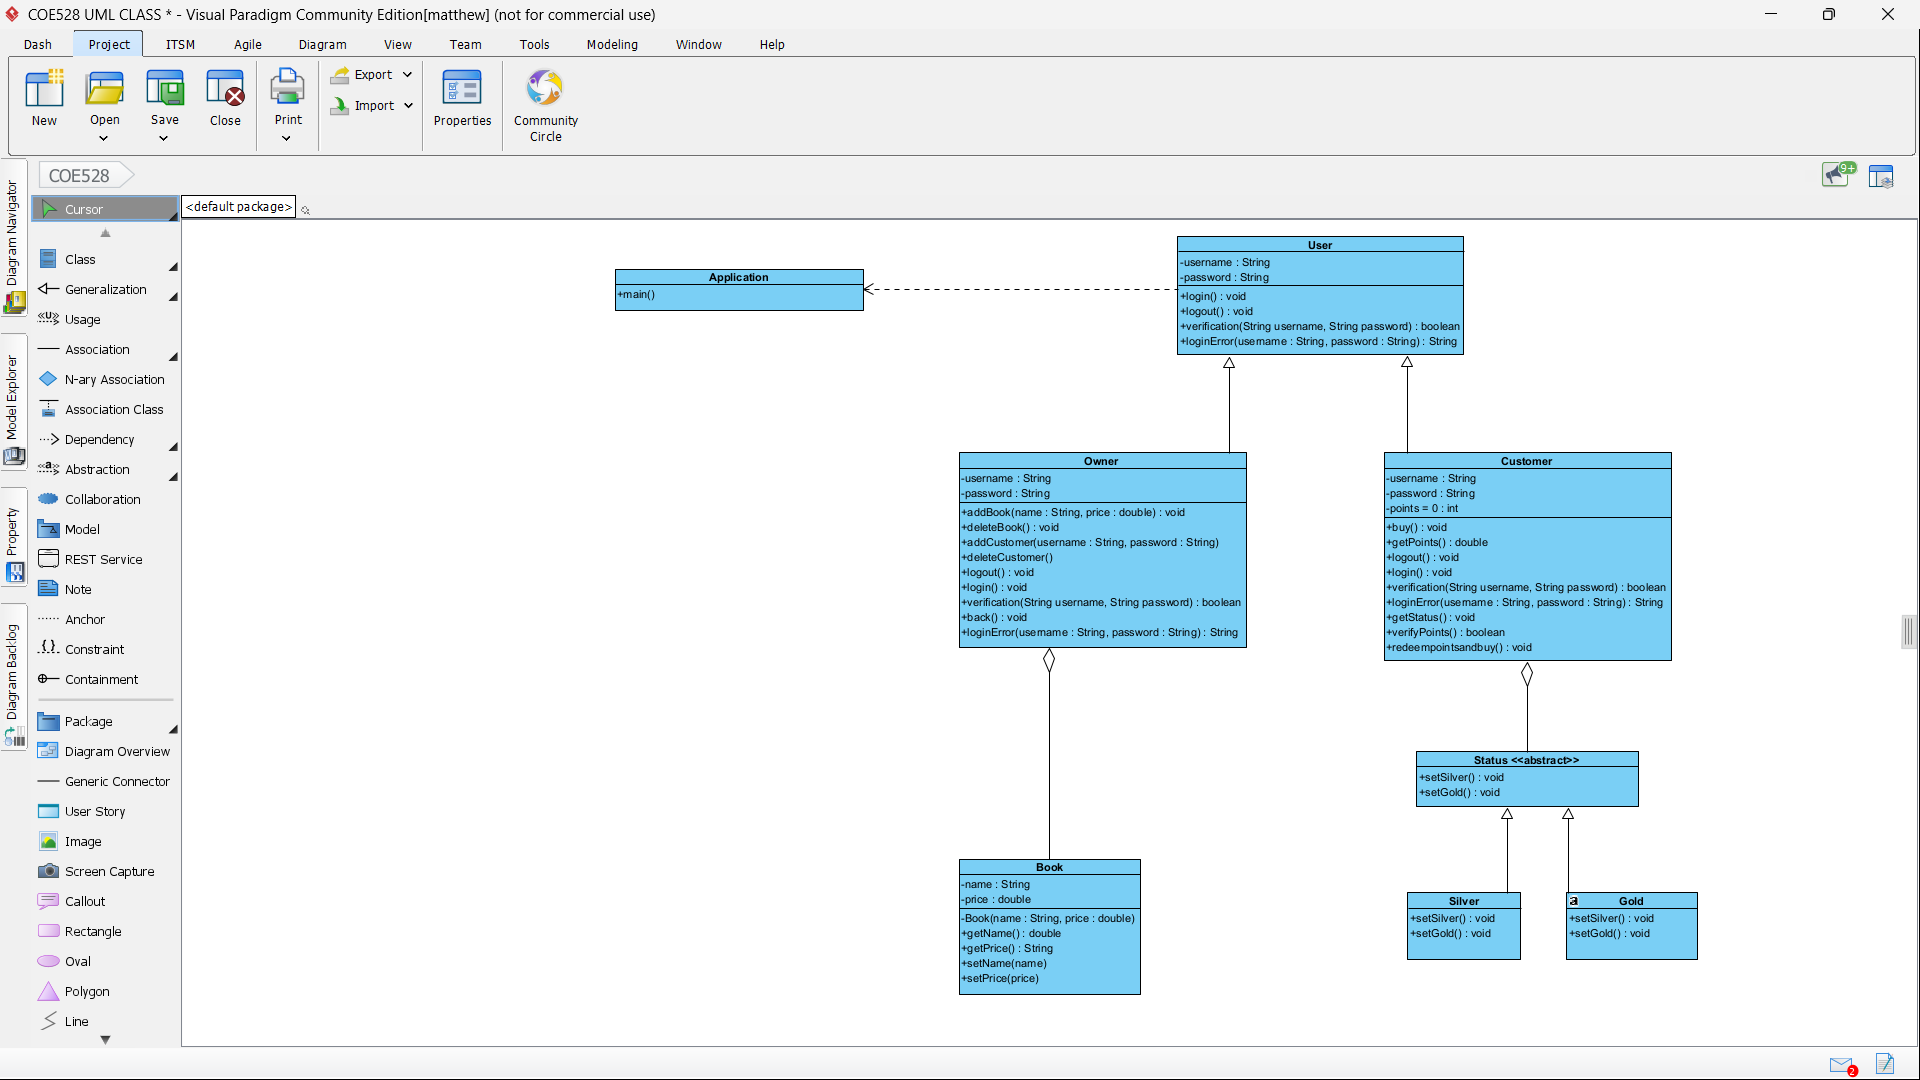 COE528 UML CLASS * - Visual Paradigm Community Edition[matthew] (not for commercial use)
Dash Project ITSM Agile Diagram View Team Tools Modeling Window Help
New Open Save Close Print Export Import Properties Community Circle
COE528
9+
Diagram Navigator
Model Explorer
Property
Diagram Backlog
<default package>
Cursor
Class
Generalization
<<U>> Usage
Association
N-ary Association
Association Class
Dependency
<<a>> Abstraction
Collaboration
Model
REST Service
Note
Anchor
{.} Constraint
Containment
Package
Diagram Overview
Generic Connector
User Story
Image
Screen Capture
Callout
Rectangle
Oval
Polygon
Line
Application
+main()
User
-username : String
-password : String
+login() : void
+logout() : void
+verification(String username, String password) : boolean
+loginError(username : String, password : String) : String
Owner
-username : String
-password : String
+addBook(name : String, price : double) : void
+deleteBook() : void
+addCustomer(username : String, password : String)
+deleteCustomer()
+logout() : void
+login() : void
+verification(String username, String password) : boolean
+back() : void
+loginError(username : String, password : String) : String
Customer
-username : String
-password : String
-points = 0 : int
+buy() : void
+getPoints() : double
+logout() : void
+login() : void
+verification(String username, String password) : boolean
+loginError(username : String, password : String) : String
+getStatus() : void
+verifyPoints() : boolean
+redeempointsandbuy() : void
Status <<abstract>>
+setSilver() : void
+setGold() : void
Book
-name : String
-price : double
-Book(name : String, price : double)
+getName() : double
+getPrice() : String
+setName(name)
+setPrice(price)
Silver
+setSilver() : void
+setGold() : void
a Gold
+setSilver() : void
+setGold() : void
2